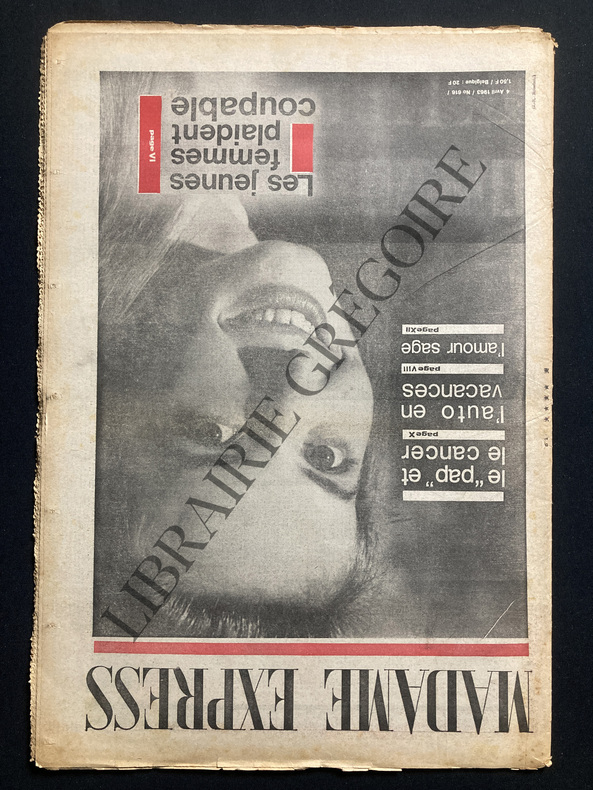 MADAME EXPRESS
le "pap" et
le cancer
page X
l'auto en
vacances
page VIII
l'amour sage
page XII
Les jeunes
femmes
plaident
coupable
page VI
4 Avril 1963 / No 616 /
1,50 F / Belgique : 20 F
LIBRAIRIE GRÉGOIRE